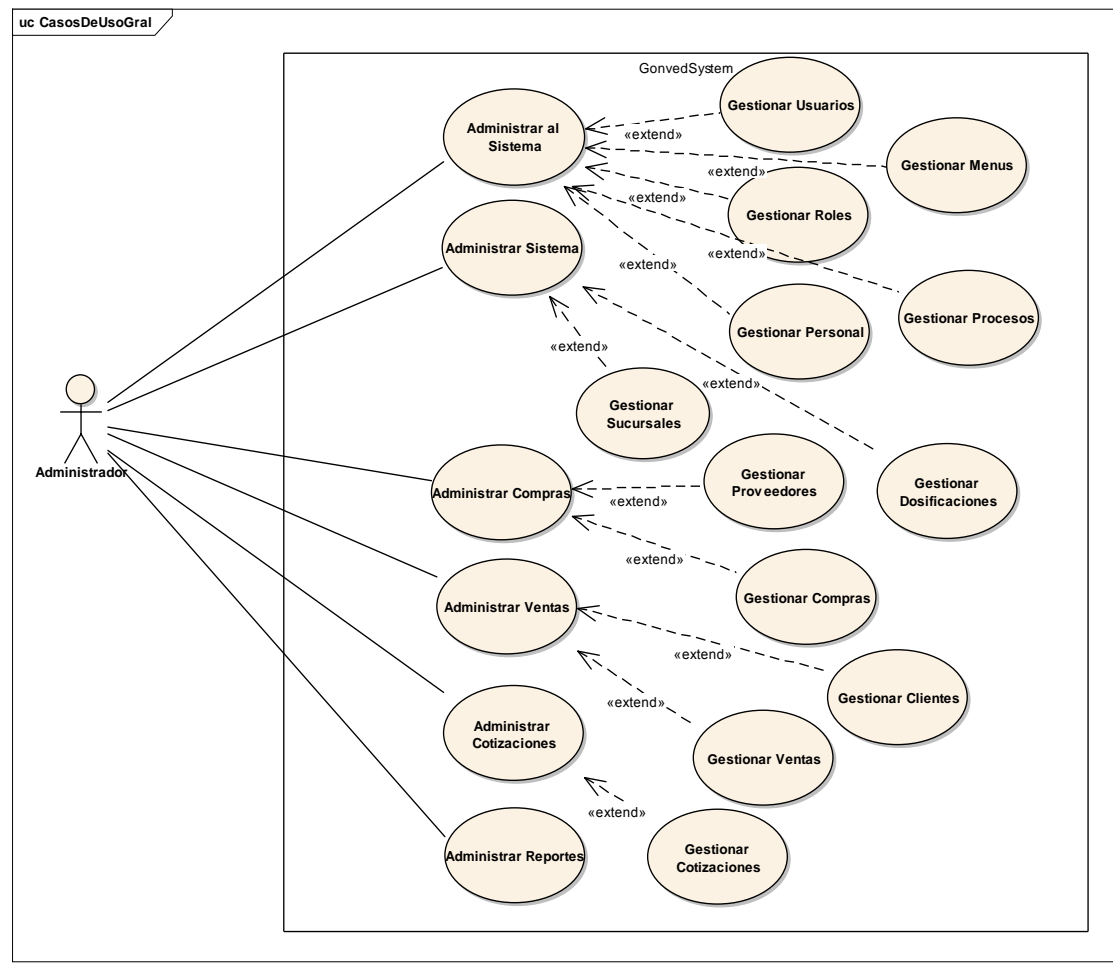 uc CasosDeUsoGral
GonvedSystem
Gestionar Usuarios
Administrar al
Sistema
«extend»
Gestionar Menus
«extend»
«extend»
Gestionar Roles
Administrar Sistema
«extend»
«extend»
Gestionar Procesos
Gestionar Personal
«extend»
«extend»
Gestionar
Sucursales
Administrador
Administrar Compras
Gestionar
Proveedores
«extend»
Gestionar
Dosificaciones
«extend»
Gestionar Compras
Administrar Ventas
«extend»
Gestionar Clientes
«extend»
Administrar
Cotizaciones
Gestionar Ventas
«extend»
Administrar Reportes
Gestionar
Cotizaciones